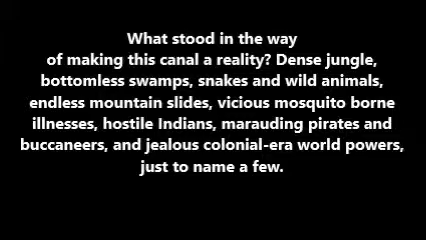 What stood in the way
of making this canal a reality? Dense jungle,
bottomless swamps, snakes and wild animals,
endless mountain slides, vicious mosquito borne
illnesses, hostile Indians, marauding pirates and
buccaneers, and jealous colonial-era world powers,
just to name a few.